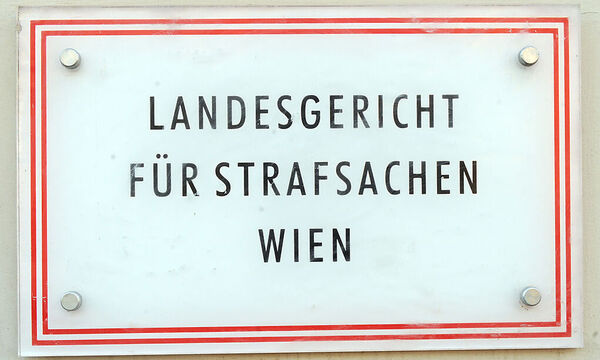 LANDESGERICHT
FÜR STRAFSACHEN
WIEN